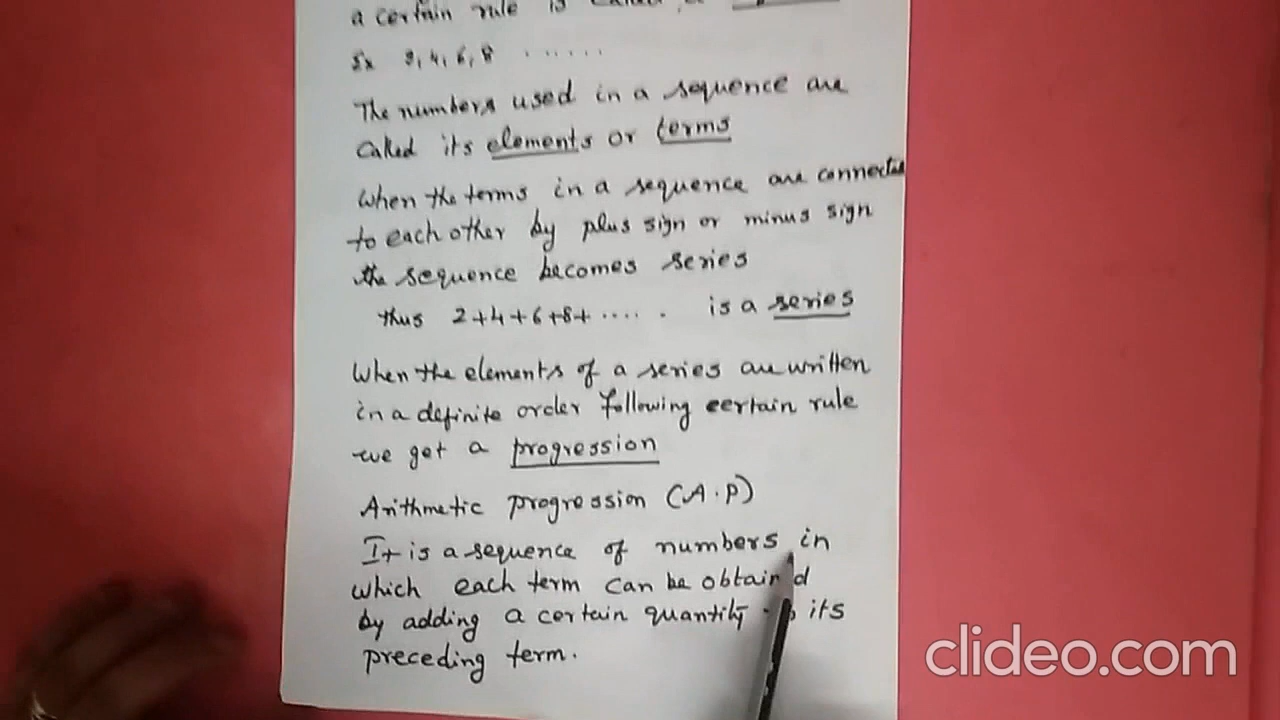 a certain rule is called a
Ex 2, 4, 6, 8 ......
The numbers used in a sequence are
called its elements or terms
When the terms in a sequence are connected
to each other by plus sign or minus sign
the sequence becomes series
thus 2+4+6+8+ ..... is a series
When the elements of a series are written
in a definite order following certain rule
we get a progression
Arithmetic progression (A.P)
It is a sequence of numbers in
which each term can be obtained
by adding a certain quantity its
preceding term.
clideo.com